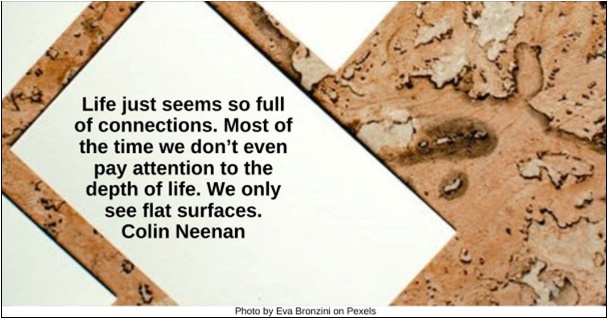 Life just seems so full
of connections. Most of
the time we don't even
pay attention to the
depth of life. We only
see flat surfaces.
Colin Neenan
Photo by Eva Bronzini on Pexels